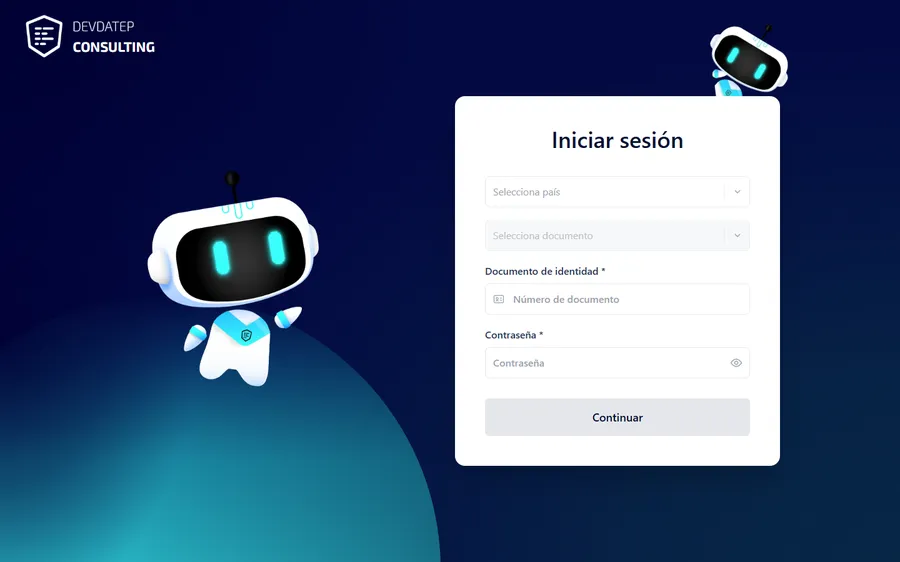 DEVDATEP
CONSULTING
Iniciar sesión
Selecciona país
Selecciona documento
Documento de identidad *
Número de documento
Contraseña *
Contraseña
Continuar